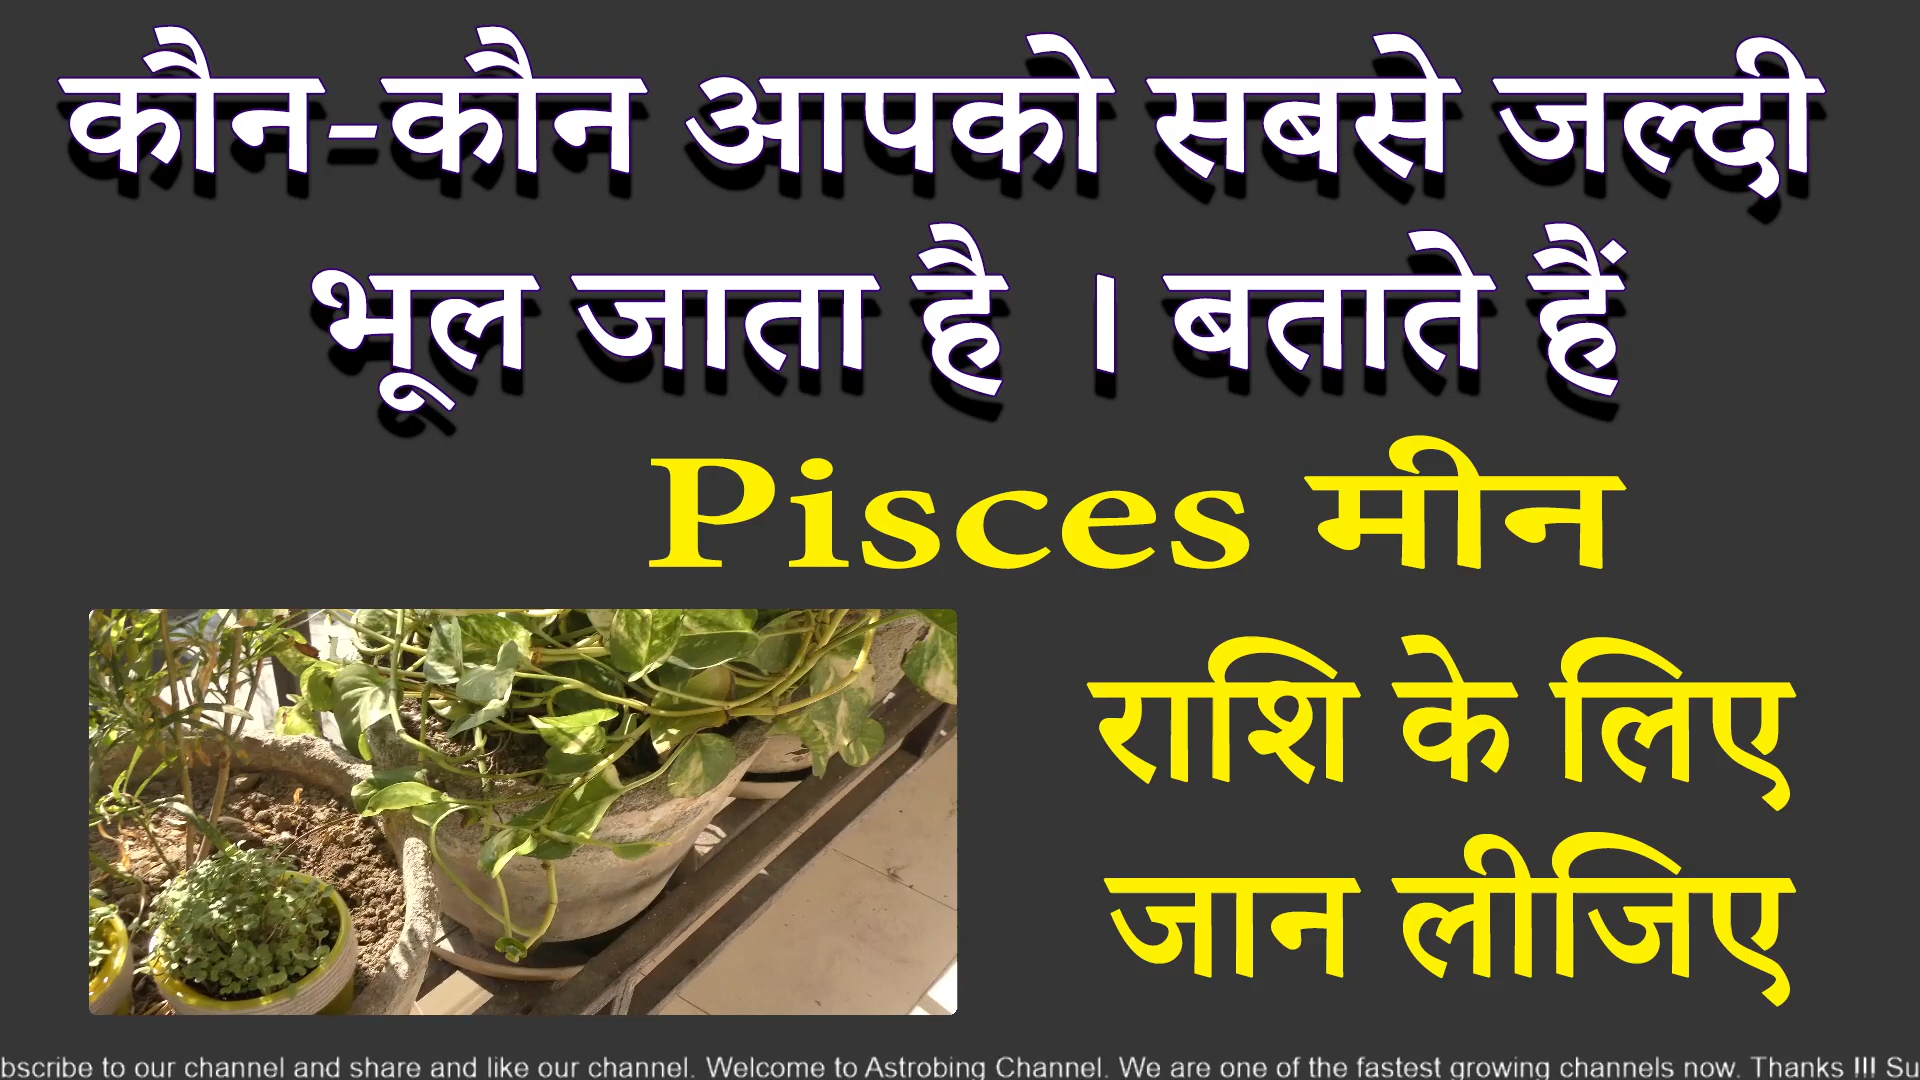 कौन-कौन आपको सबसे जल्दी
भूल जाता है । बताते हैं
Pisces मीन
राशि के लिए
जान लीजिए
bscribe to our channel and share and like our channel. Welcome to Astrobing Channel. We are one of the fastest growing channels now. Thanks !!! Su